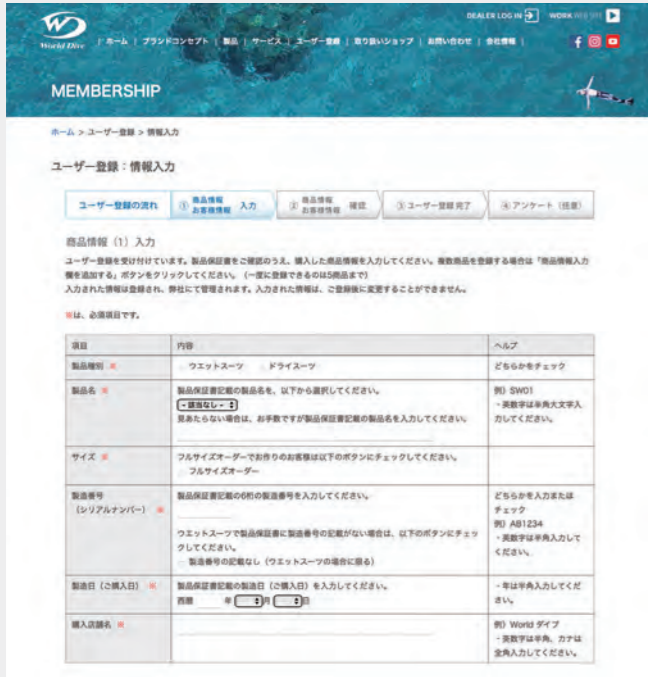 DEALER LOG IN WORK WEB SITE
World Dive
| ホーム | ブランドコンセプト | 製品 | サービス | ユーザー登録 | 取り扱いショップ | お問い合わせ | 会社情報 |
MEMBERSHIP
ホーム > ユーザー登録 > 情報入力
ユーザー登録：情報入力
ユーザー登録の流れ
① 商品情報 お客様情報 入力
② 商品情報 お客様情報 確認
③ ユーザー登録 完了
④ アンケート（任意）
商品情報（1）入力
ユーザー登録を受け付けています。製品保証書をご確認のうえ、購入した商品情報を入力してください。複数商品を登録する場合は「商品情報入力
欄を追加する」ボタンをクリックしてください。（一度に登録できるのは5商品まで）
入力された情報は登録され、弊社にて管理されます。入力された情報は、ご登録後に変更することができません。
※は、必須項目です。
項目 内容 ヘルプ
製品種別 ※ ウエットスーツ ドライスーツ どちらかをチェック
製品名 ※ 製品保証書記載の製品名を、以下から選択してください。 例）SW01
- 該当なし - ・英数字は半角大文字入
見あたらない場合は、お手数ですが製品保証書記載の製品名を入力してください。 力してください。
サイズ ※ フルサイズオーダーでお作りのお客様は以下のボタンにチェックしてください。
フルサイズオーダー
製造番号 製品保証書記載の6桁の製造番号を入力してください。 どちらかを入力または
（シリアルナンバー） ※ チェック
例）AB1234
ウエットスーツで製品保証書に製造番号の記載がない場合は、以下のボタンにチェッ ・英数字は半角入力して
クしてください。 ください。
製造番号の記載なし（ウエットスーツの場合に限る）
製造日（ご購入日） ※ 製品保証書記載の製造日（ご購入日）を入力してください。 ・年は半角入力してくだ
西暦 年 月 日 さい。
購入店舗名 ※ 例）World ダイブ
・英数字は半角、カナは
全角入力してください。